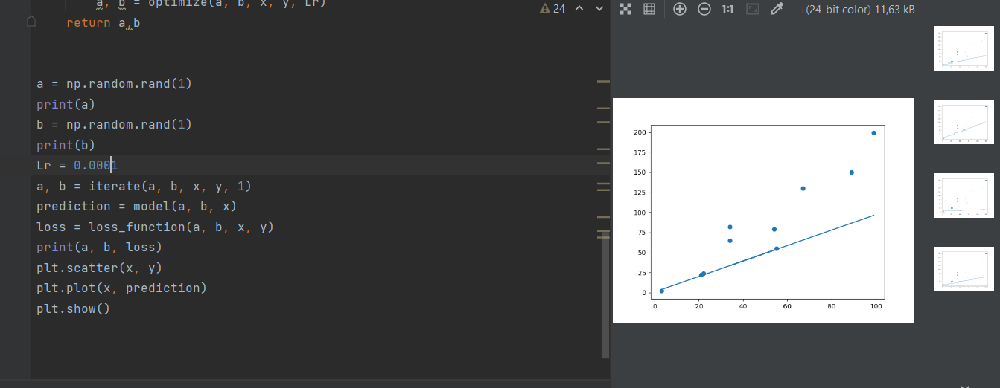 a, b = optimize(a, b, x, y, Lr)
return a,b
a = np.random.rand(1)
print(a)
b = np.random.rand(1)
print(b)
Lr = 0.0001
a, b = iterate(a, b, x, y, 1)
prediction = model(a, b, x)
loss = loss_function(a, b, x, y)
print(a, b, loss)
plt.scatter(x, y)
plt.plot(x, prediction)
plt.show()
24
1:1
(24-bit color) 11,63 kB
200
175
150
125
100
75
50
25
0
0 20 40 60 80 100